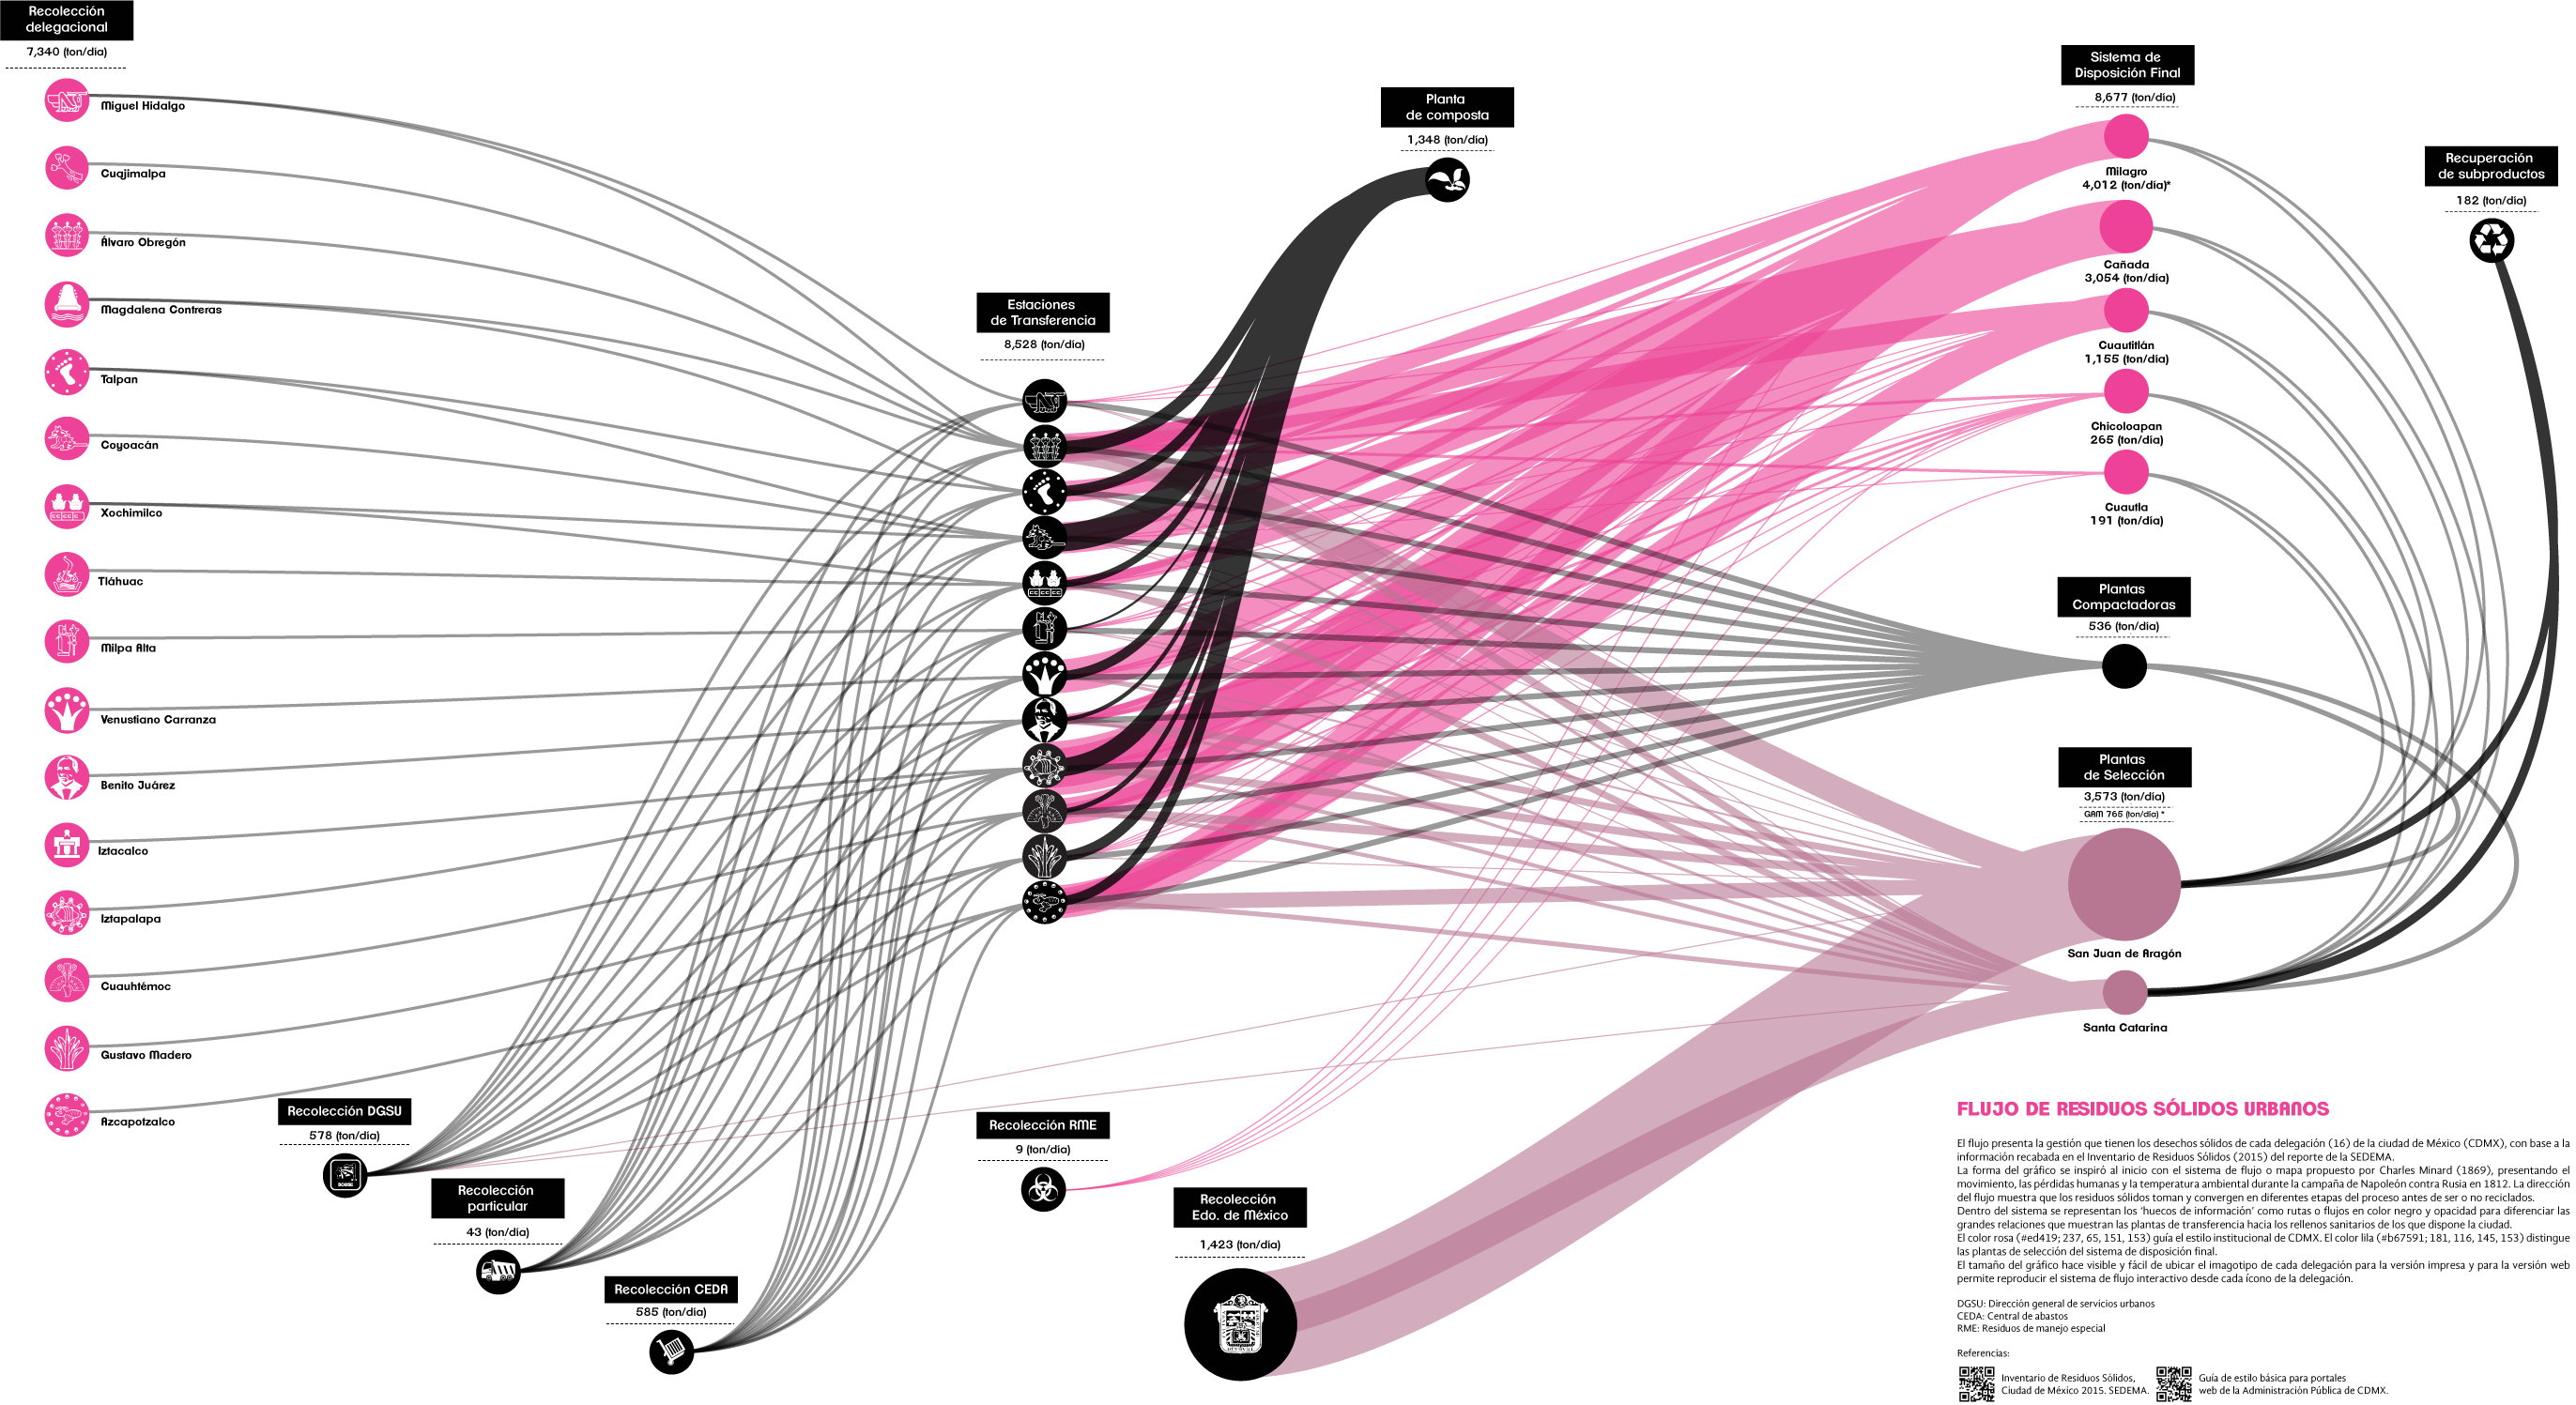 Recolección
delegacional
7,340 (ton/día)
Miguel Hidalgo
Cuajimalpa
Álvaro Obregón
Magdalena Contreras
Talpan
Coyoacán
Xochimilco
Tláhuac
Milpa Alta
Venustiano Carranza
Benito Juárez
Iztacalco
Iztapalapa
Cuauhtémoc
Gustavo Madero
Azcapotzalco
Recolección DGSU
578 (ton/día)
Recolección
particular
43 (ton/día)
Recolección CEDA
585 (ton/día)
Estaciones
de Transferencia
8,528 (ton/día)
Recolección RME
9 (ton/día)
Recolección
Edo. de México
1,423 (ton/día)
Planta
de composta
1,348 (ton/día)
Sistema de
Disposición Final
8,677 (ton/día)
Milagro
4,012 (ton/día)*
Cañada
3,054 (ton/día)
Cuautitlán
1,155 (ton/día)
Chicoloapan
265 (ton/día)
Cuautla
191 (ton/día)
Plantas
Compactadoras
536 (ton/día)
Plantas
de Selección
3,573 (ton/día)
GAM 765 (ton/día) *
San Juan de Aragón
Santa Catarina
Recuperación
de subproductos
182 (ton/día)
FLUJO DE RESIDUOS SÓLIDOS URBANOS
El flujo presenta la gestión que tienen los desechos sólidos de cada delegación (16) de la ciudad de México (CDMX), con base a la
información recabada en el Inventario de Residuos Sólidos (2015) del reporte de la SEDEMA.
La forma del gráfico se inspiró al inicio con el sistema de flujo o mapa propuesto por Charles Minard (1869), presentando el
movimiento, las pérdidas humanas y la temperatura ambiental durante la campaña de Napoleón contra Rusia en 1812. La dirección
del flujo muestra que los residuos sólidos toman y convergen en diferentes etapas del proceso antes de ser o no reciclados.
Dentro del sistema se representan los 'huecos de información' como rutas o flujos en color negro y opacidad para diferenciar las
grandes relaciones que muestran las plantas de transferencia hacia los rellenos sanitarios de los que dispone la ciudad.
El color rosa (#ed419; 237, 65, 151, 153) guía el estilo institucional de CDMX. El color lila (#b67591; 181, 116, 145, 153) distingue
las plantas de selección del sistema de disposición final.
El tamaño del gráfico hace visible y fácil de ubicar el imagotipo de cada delegación para la versión impresa y para la versión web
permite reproducir el sistema de flujo interactivo desde cada ícono de la delegación.
DGSU: Dirección general de servicios urbanos
CEDA: Central de abastos
RME: Residuos de manejo especial
Referencias:
Inventario de Residuos Sólidos,
Ciudad de México 2015. SEDEMA.
Guía de estilo básica para portales
web de la Administración Pública de CDMX.